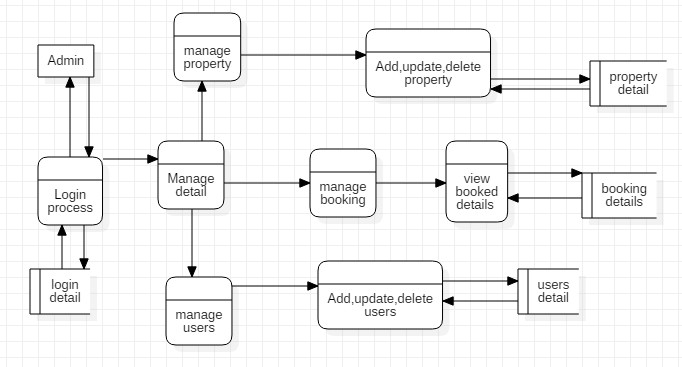 manage
property
Admin
Add,update,delete
property
property
detail
Login
process
Manage
detail
manage
booking
view
booked
details
booking
details
login
detail
manage
users
Add,update,delete
users
users
detail